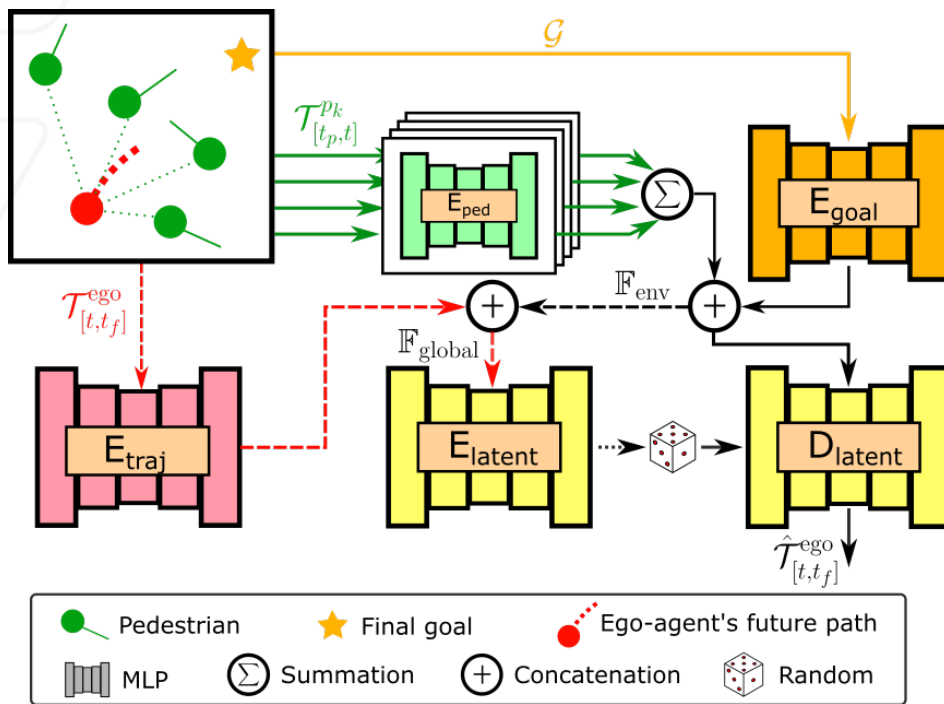 𝒢
𝒯^{p_k}_{[t_p,t]}
E_ped
Σ
E_goal
𝒯^{ego}_{[t,t_f]}
+
𝔽_env
+
𝔽_global
E_traj
E_latent
D_latent
𝒯̂^{ego}_{[t,t_f]}
Pedestrian
Final goal
Ego-agent's future path
MLP
Σ Summation
+ Concatenation
Random